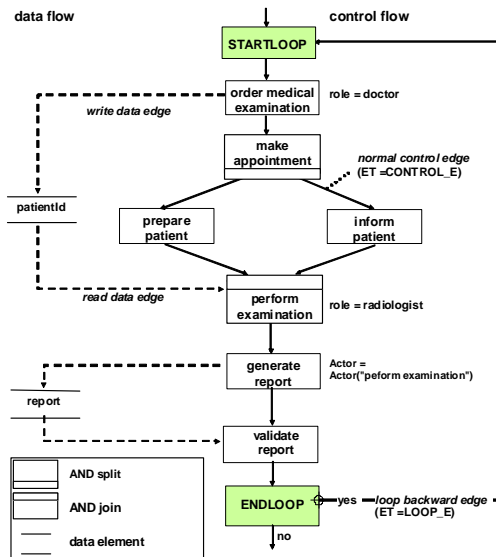 data flow
control flow
STARTLOOP
order medical
examination
role = doctor
write data edge
make
appointment
normal control edge
(ET =CONTROL_E)
patientId
prepare
patient
inform
patient
read data edge
perform
examination
role = radiologist
generate
report
Actor =
Actor("peform examination")
report
validate
report
AND split
AND join
data element
ENDLOOP
yes
loop backward edge
(ET =LOOP_E)
no